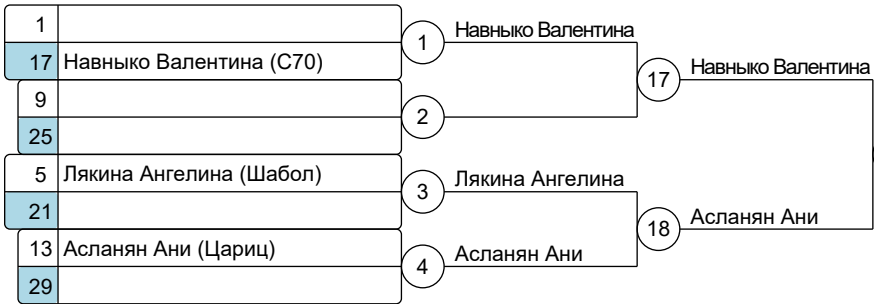 1
17 Навныко Валентина (С70)
1 Навныко Валентина
9
25
2
17 Навныко Валентина
5 Лякина Ангелина (Шабол)
21
3 Лякина Ангелина
13 Асланян Ани (Цариц)
29
4 Асланян Ани
18 Асланян Ани